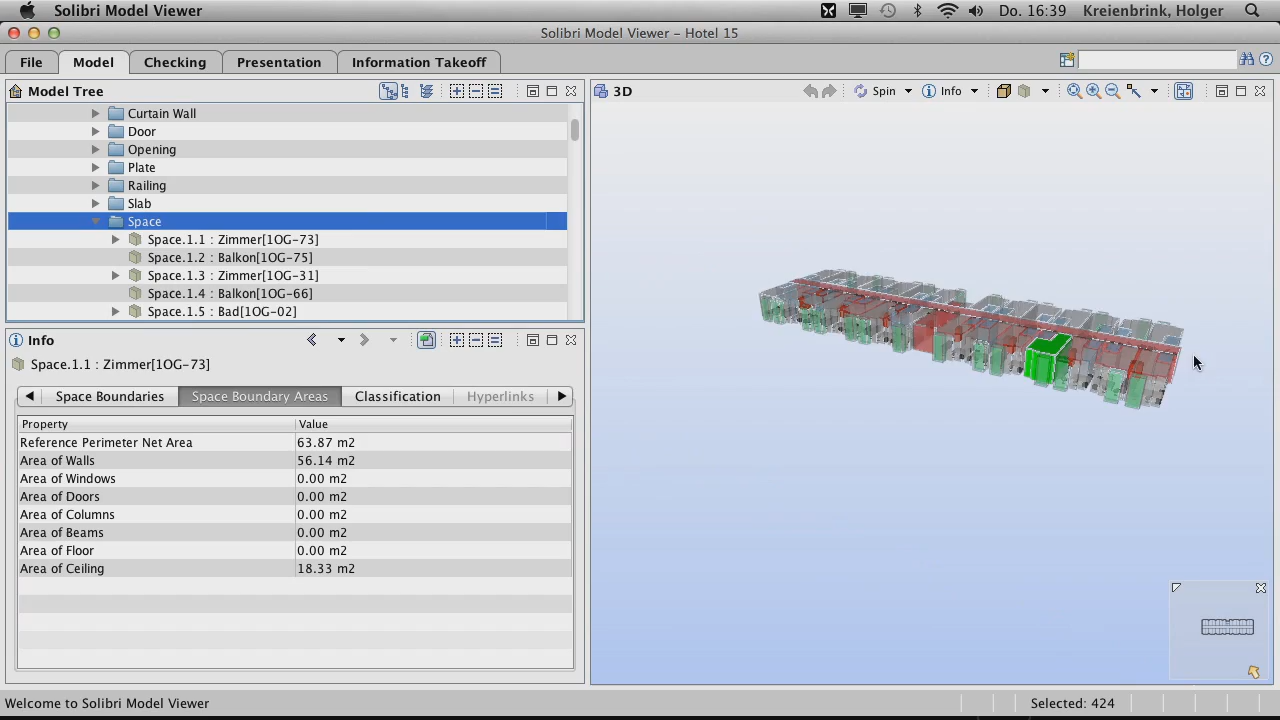 Solibri Model Viewer
Do. 16:39
Kreienbrink, Holger
Solibri Model Viewer – Hotel 15
File
Model
Checking
Presentation
Information Takeoff
Model Tree
Curtain Wall
Door
Opening
Plate
Railing
Slab
Space
Space.1.1 : Zimmer[1OG-73]
Space.1.2 : Balkon[1OG-75]
Space.1.3 : Zimmer[1OG-31]
Space.1.4 : Balkon[1OG-66]
Space.1.5 : Bad[1OG-02]
3D
Spin
Info
Info
Space.1.1 : Zimmer[1OG-73]
Space Boundaries
Space Boundary Areas
Classification
Hyperlinks
Property Value
Reference Perimeter Net Area 63.87 m2
Area of Walls 56.14 m2
Area of Windows 0.00 m2
Area of Doors 0.00 m2
Area of Columns 0.00 m2
Area of Beams 0.00 m2
Area of Floor 0.00 m2
Area of Ceiling 18.33 m2
Welcome to Solibri Model Viewer
Selected: 424